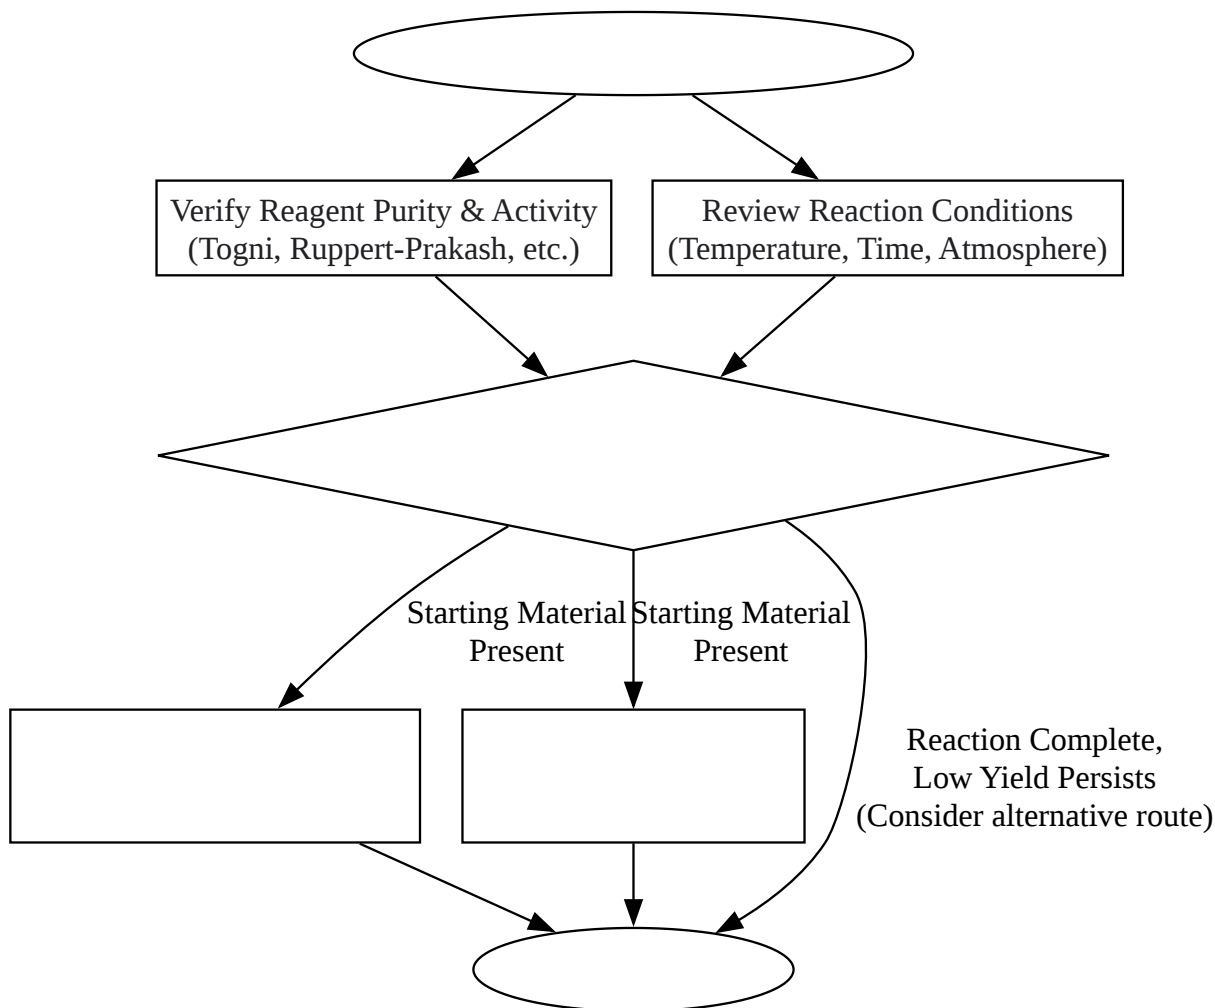 Verify Reagent Purity & Activity
(Togni, Ruppert-Prakash, etc.)
Review Reaction Conditions
(Temperature, Time, Atmosphere)
Starting Material
Present
Starting Material
Present
Reaction Complete,
Low Yield Persists
(Consider alternative route)